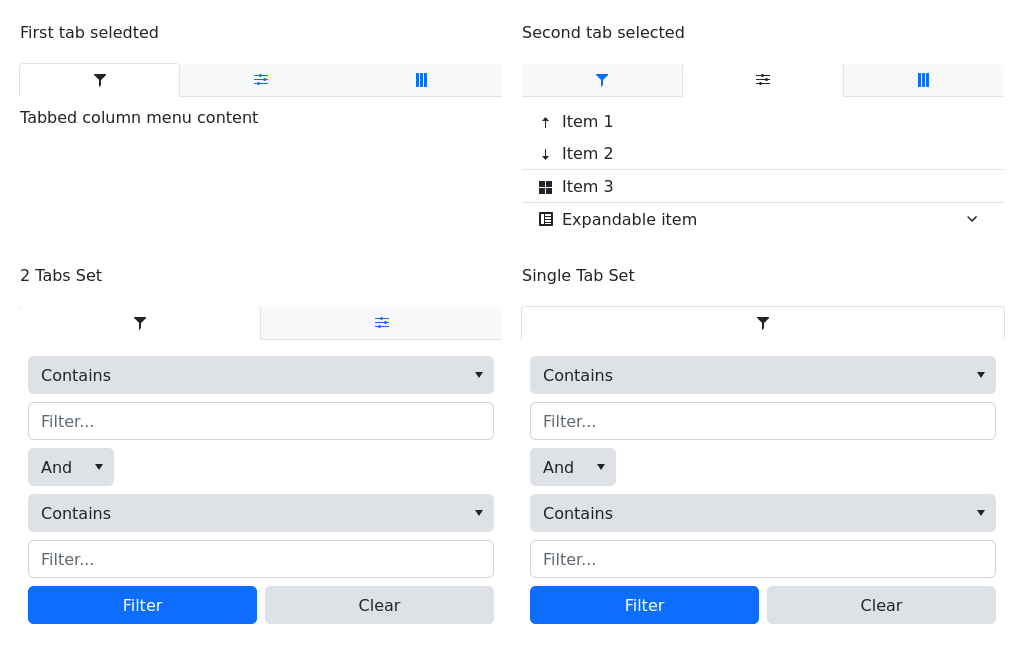 First tab seledted
Tabbed column menu content
Second tab selected
Item 1
Item 2
Item 3
Expandable item
2 Tabs Set
Contains
Filter...
And
Contains
Filter...
Filter Clear
Single Tab Set
Contains
Filter...
And
Contains
Filter...
Filter Clear